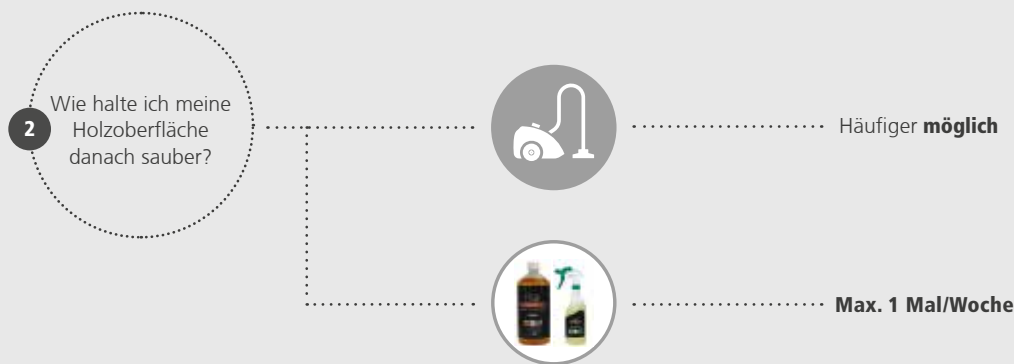 2
Wie halte ich meine
Holzoberfläche
danach sauber?
Häufiger möglich
Max. 1 Mal/Woche